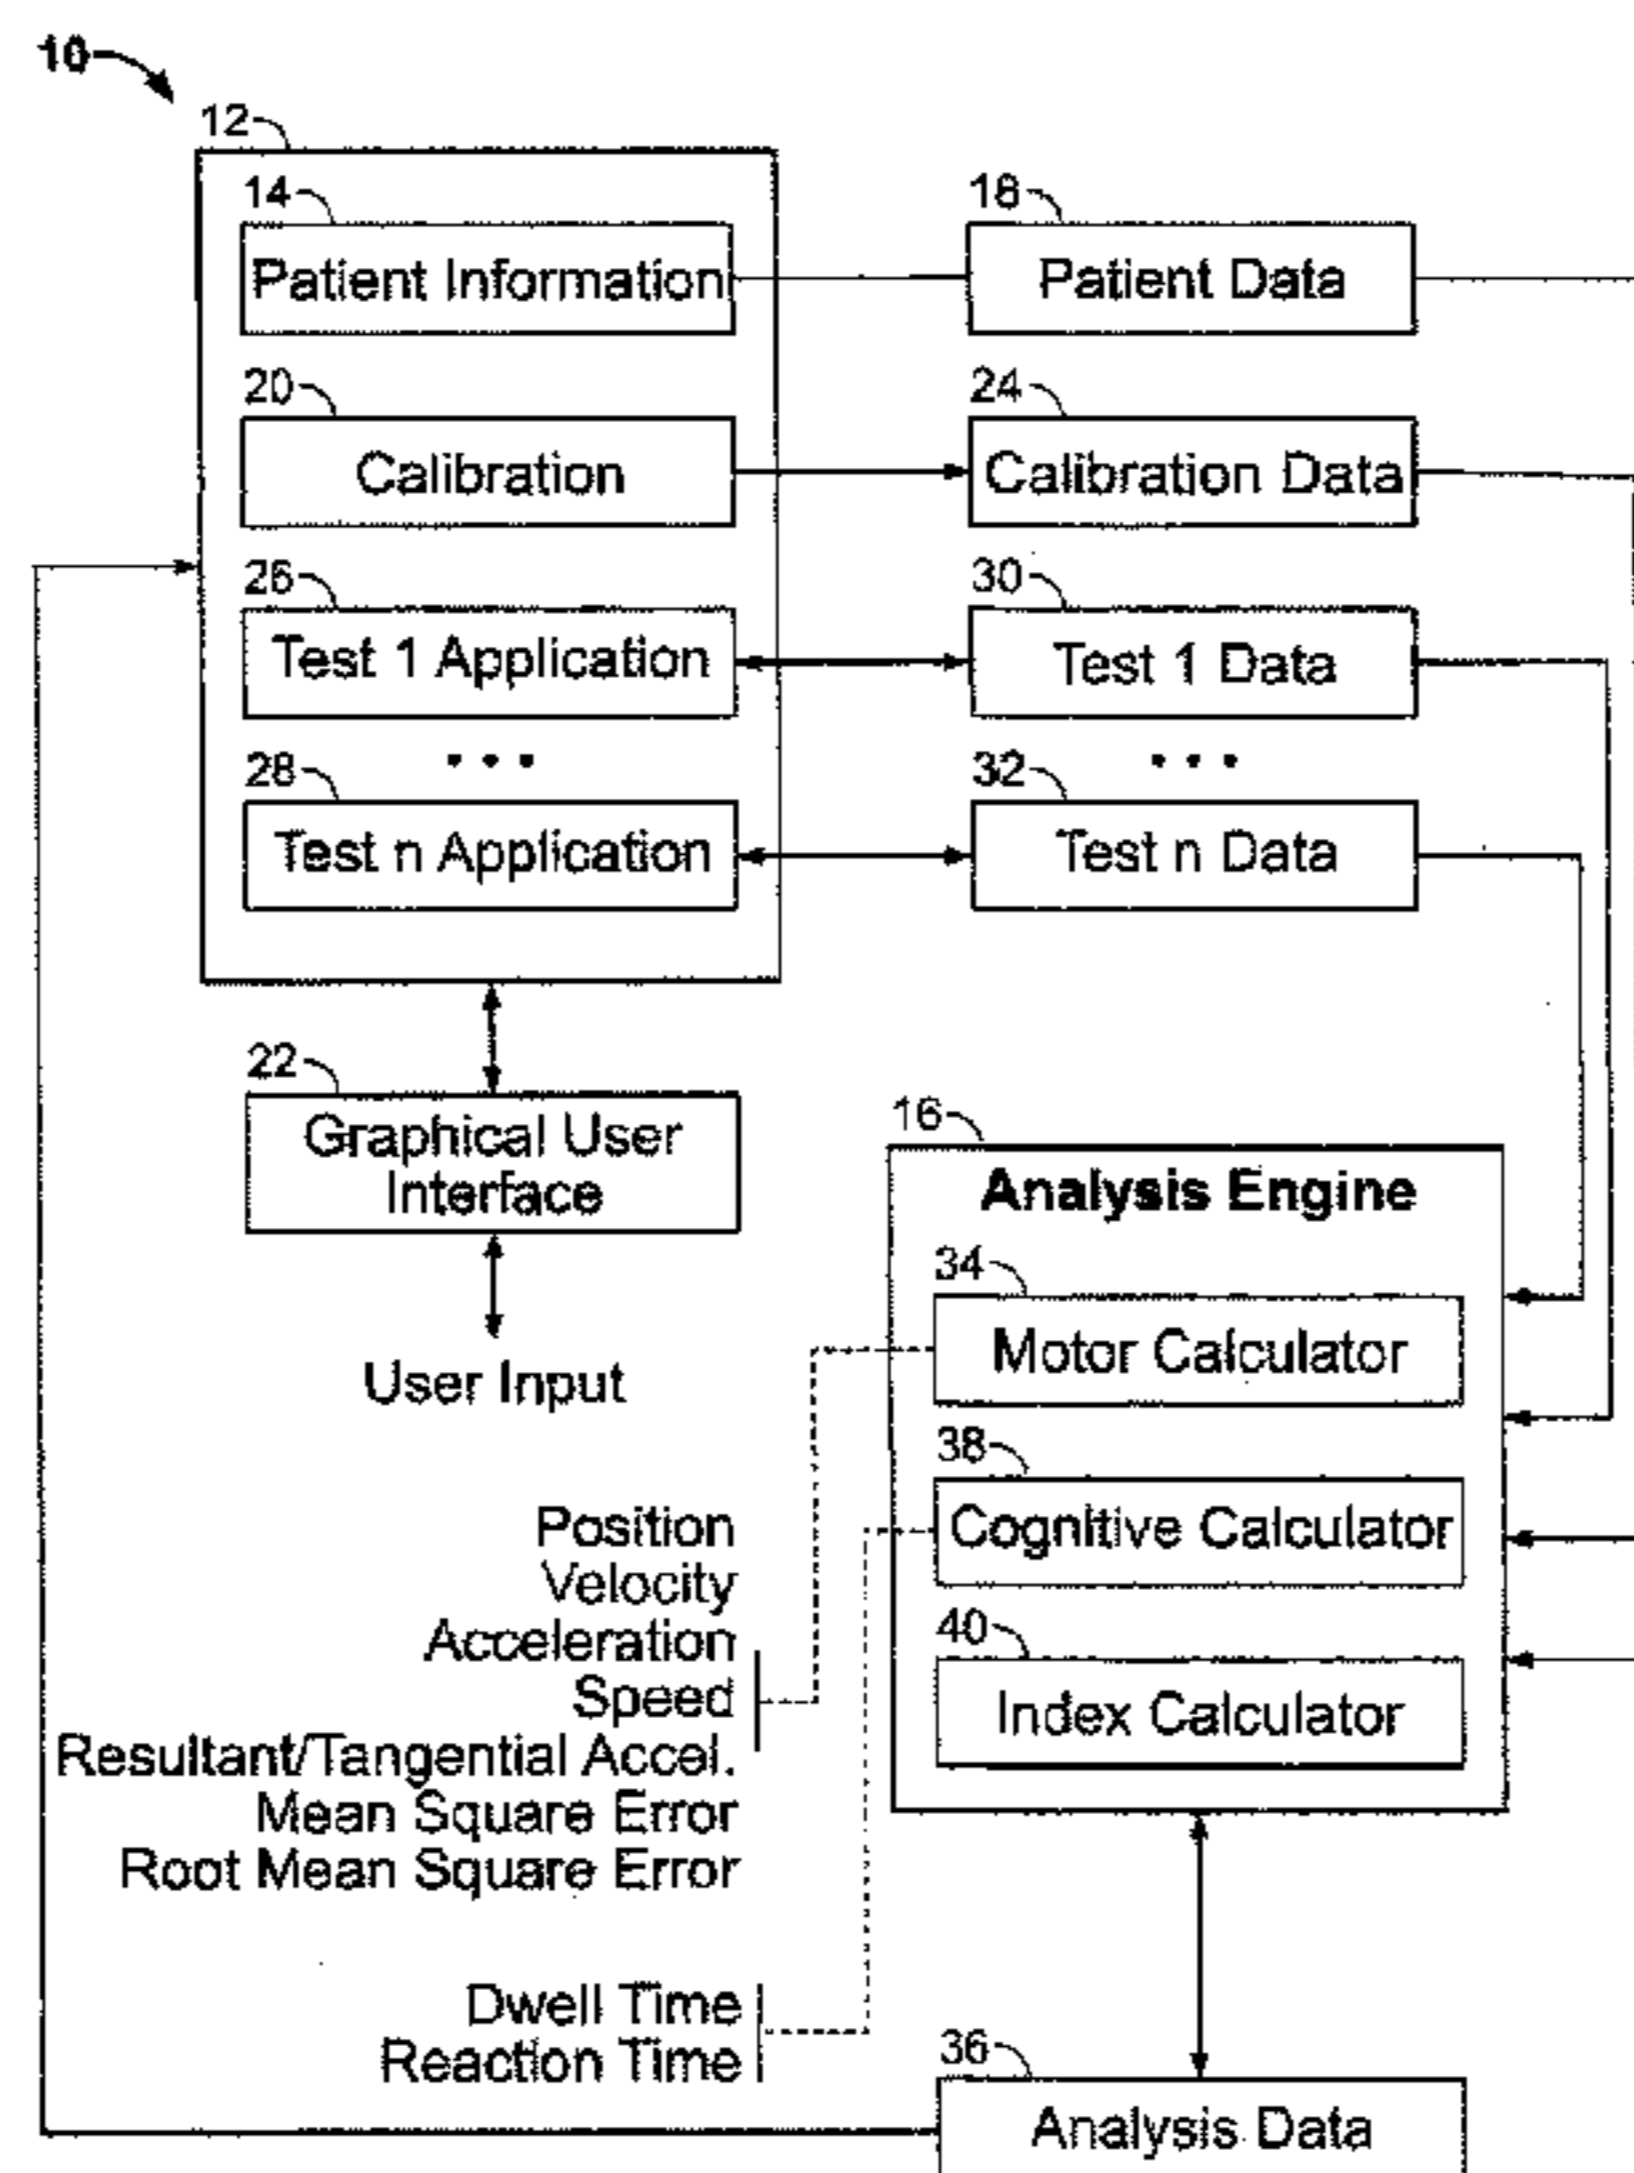 10
12
14
18
Patient Information
Patient Data
20
24
Calibration
Calibration Data
26
30
Test 1 Application
Test 1 Data
• • •
• • •
28
32
Test n Application
Test n Data
22
Graphical User
Interface
User Input
16
Analysis Engine
34
Motor Calculator
38
Cognitive Calculator
40
Index Calculator
Position
Velocity
Acceleration
Speed
Resultant/Tangential Accel.
Mean Square Error
Root Mean Square Error
Dwell Time
Reaction Time
36
Analysis Data